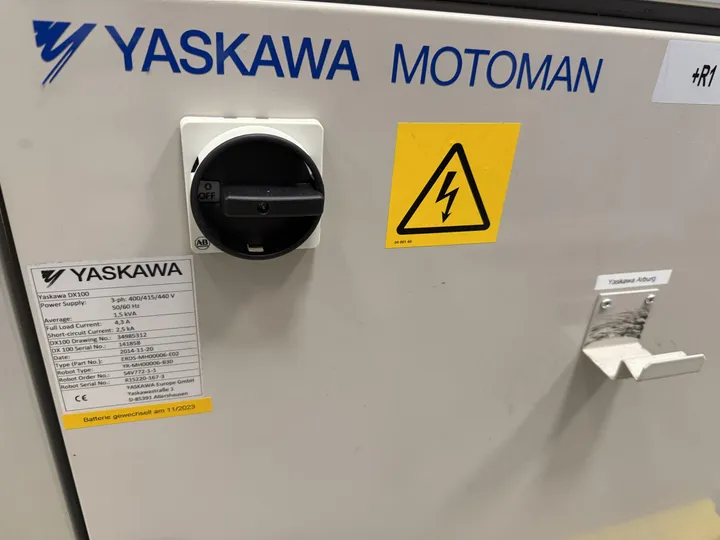 YASKAWA MOTOMAN
+R1
OFF
AB
YASKAWA
Yaskawa DX100
Power Supply: 3-ph: 400/415/440 V
50/60 Hz
Average: 1,5 kVA
Full Load Current: 4,3 A
Short-circuit Current: 2,5 kA
DX100 Drawing No.: 34985312
DX 100 Serial No.: 141858
Date: 2014-11-20
Type (Part No.): ERDS-MH00006-E02
Robot Type: YR-MH00006-B30
Robot Order No.: S4V772-1-1
Robot Serial No.: R15220-167-3
YASKAWA Europe GmbH
Yaskawastraße 1
D-85391 Allershausen
CE
Batterie gewechselt am 11/2023
Yaskawa Arburg